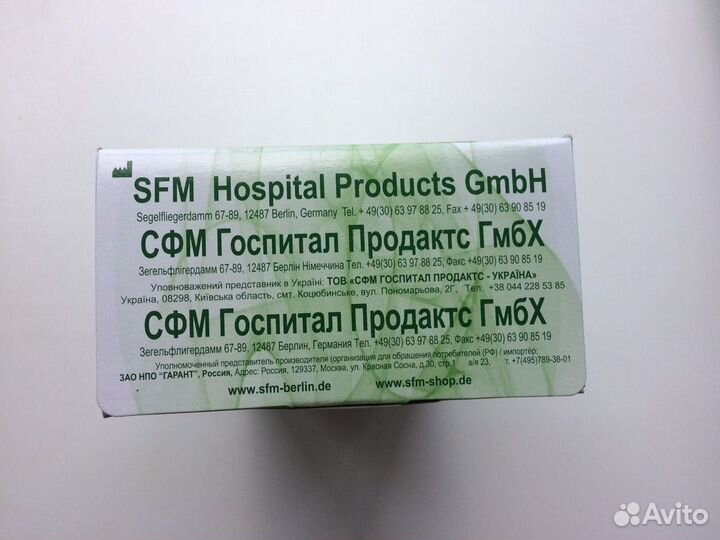 SFM Hospital Products GmbH
Segelfliegerdamm 67-89, 12487 Berlin, Germany Tel. + 49(30) 63 97 88 25, Fax + 49(30) 63 90 85 19
СФМ Госпитал Продактс ГмбХ
Зегельфлігердамм 67-89, 12487 Берлін Німеччина Тел. +49(30) 63 97 88 25, Факс +49(30) 63 90 85 19
Уповноважений представник в Україні: ТОВ «СФМ ГОСПІТАЛ ПРОДАКТС - УКРАЇНА»
Україна, 08298, Київська область, смт. Коцюбинське, вул. Пономарьова, 2Г, Тел: +38 044 228 53 85
СФМ Госпитал Продактс ГмбХ
Зегельфлигердамм 67-89, 12487 Берлин, Германия Тел. +49(30) 63 97 88 25, Факс +49(30) 63 90 85 19
Уполномоченный представитель производителя (организация для обращения потребителей (РФ) / импортёр:
ЗАО НПО "ГАРАНТ", Россия, Адрес: Россия, 129337, Москва, ул. Красная Сосна, д.30, стр.1 а/я 23, т. +7(495)789-38-01
www.sfm-berlin.de www.sfm-shop.de
Avito